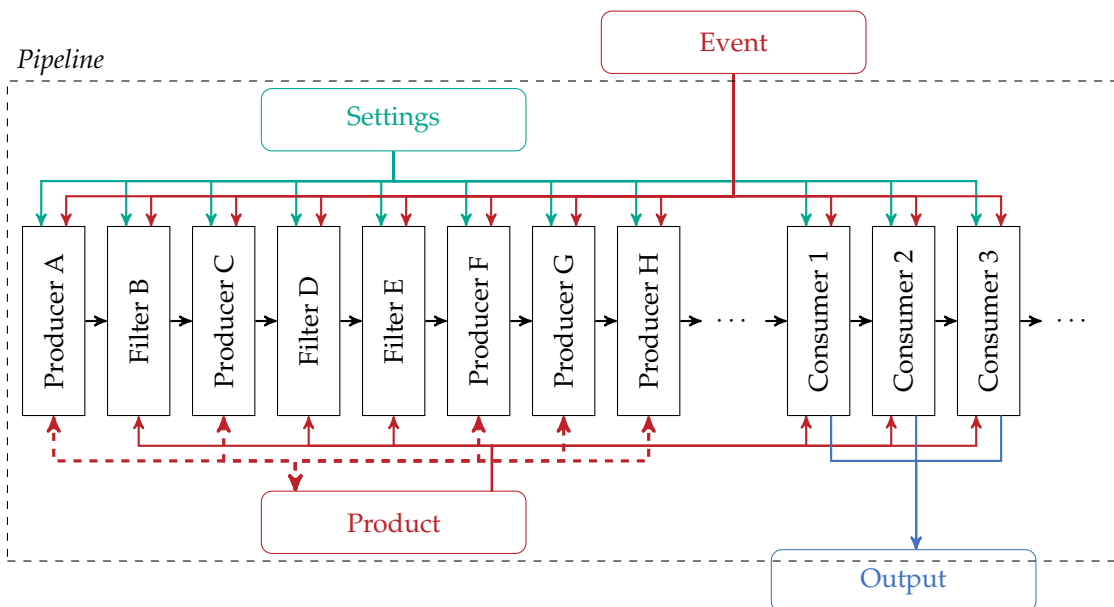 Event
Pipeline
Settings
Producer A
Filter B
Producer C
Filter D
Filter E
Producer F
Producer G
Producer H
· · ·
Consumer 1
Consumer 2
Consumer 3
· · ·
Product
Output